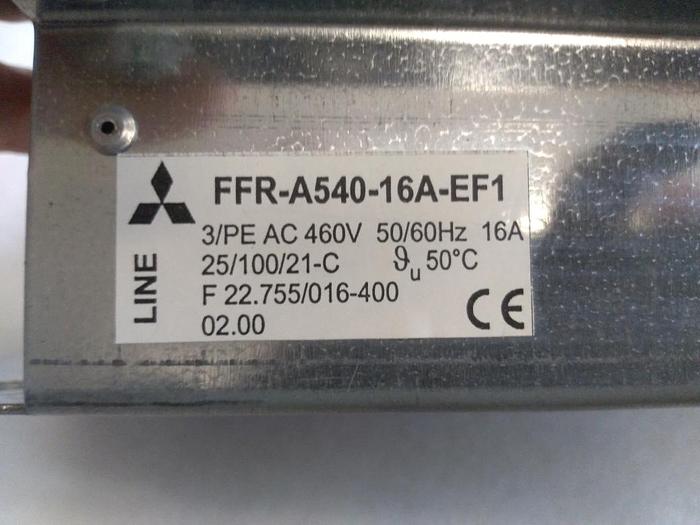 FFR-A540-16A-EF1
3/PE AC 460V 50/60Hz 16A
25/100/21-C ϑu 50°C
F 22.755/016-400
02.00
LINE
CE